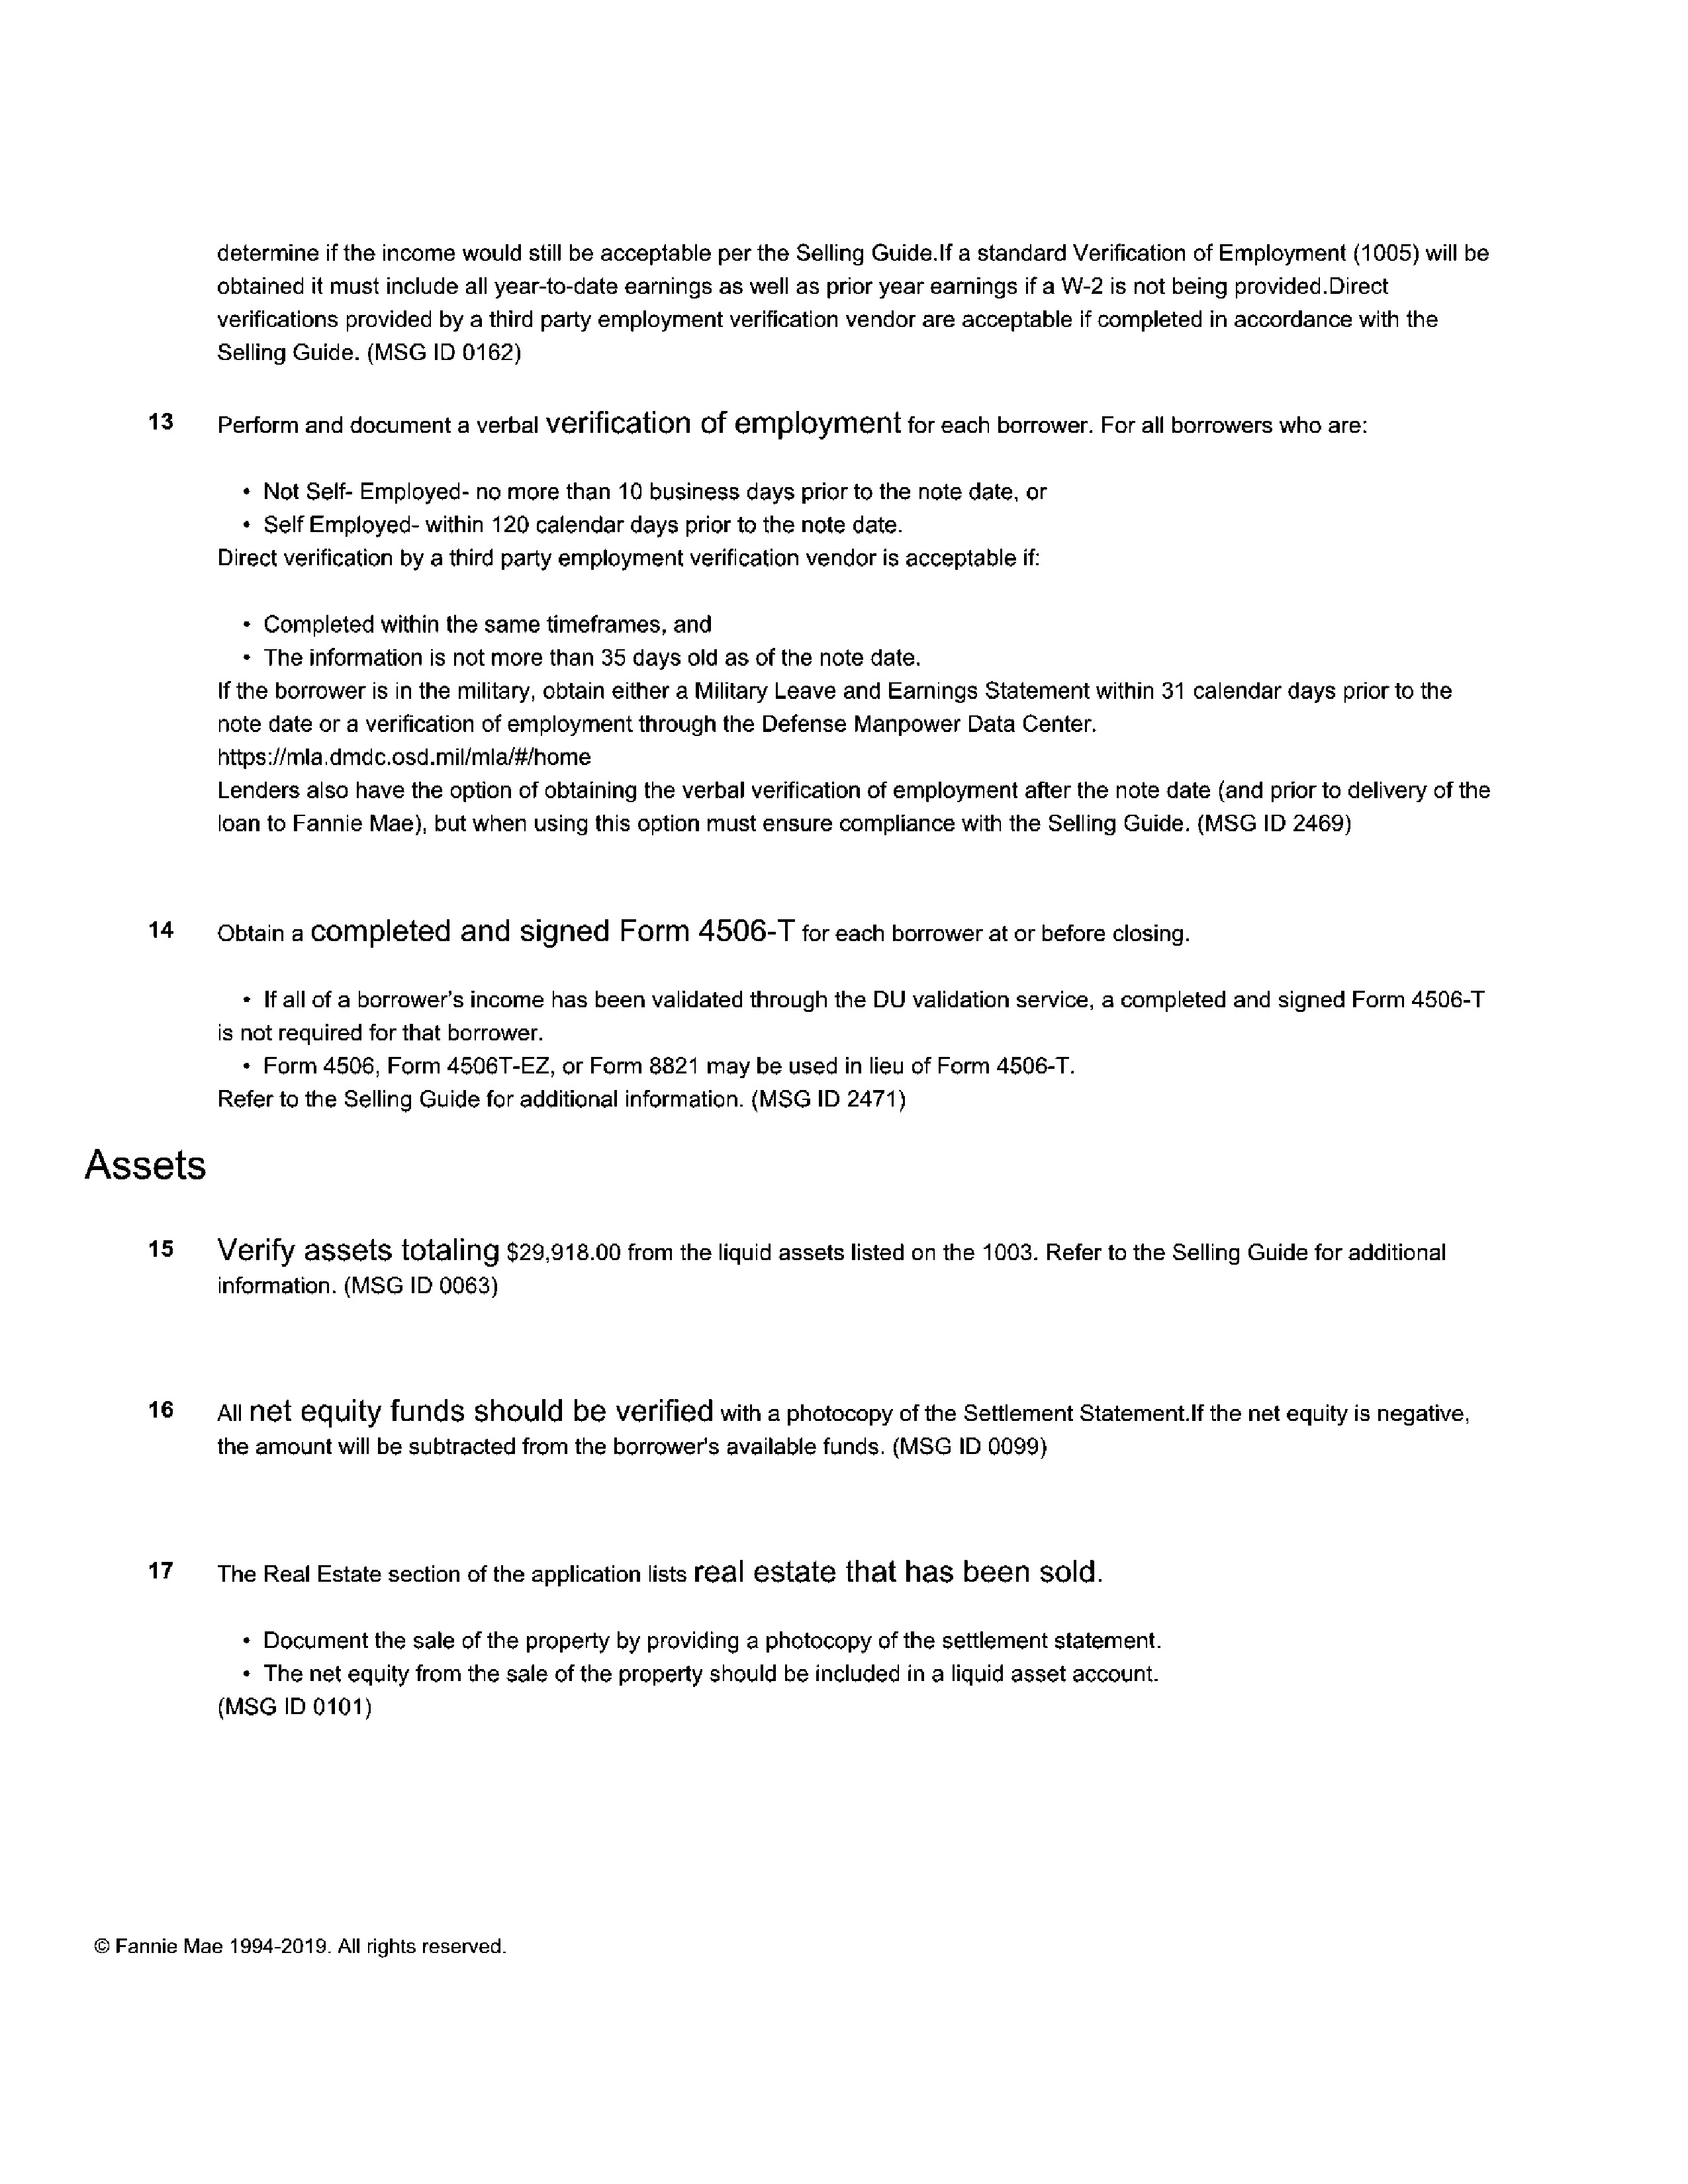 determine if the income would still be acceptable per the Selling Guide.If a standard Verification of Employment (1005) will be
obtained it must include all year-to-date earnings as well as prior year earnings if a W-2 is not being provided.Direct
verifications provided by a third party employment verification vendor are acceptable if completed in accordance with the
Selling Guide. (MSG ID 0162)
13 Perform and document a verbal verification of employment for each borrower. For all borrowers who are:
• Not Self- Employed- no more than 10 business days prior to the note date, or
• Self Employed- within 120 calendar days prior to the note date.
Direct verification by a third party employment verification vendor is acceptable if:
• Completed within the same timeframes, and
• The information is not more than 35 days old as of the note date.
If the borrower is in the military, obtain either a Military Leave and Earnings Statement within 31 calendar days prior to the
note date or a verification of employment through the Defense Manpower Data Center.
https://mla.dmdc.osd.mil/mla/#/home
Lenders also have the option of obtaining the verbal verification of employment after the note date (and prior to delivery of the
loan to Fannie Mae), but when using this option must ensure compliance with the Selling Guide. (MSG ID 2469)
14 Obtain a completed and signed Form 4506-T for each borrower at or before closing.
• If all of a borrower's income has been validated through the DU validation service, a completed and signed Form 4506-T
is not required for that borrower.
• Form 4506, Form 4506T-EZ, or Form 8821 may be used in lieu of Form 4506-T.
Refer to the Selling Guide for additional information. (MSG ID 2471)
Assets
15 Verify assets totaling $29,918.00 from the liquid assets listed on the 1003. Refer to the Selling Guide for additional
information. (MSG ID 0063)
16 All net equity funds should be verified with a photocopy of the Settlement Statement.If the net equity is negative,
the amount will be subtracted from the borrower's available funds. (MSG ID 0099)
17 The Real Estate section of the application lists real estate that has been sold.
• Document the sale of the property by providing a photocopy of the settlement statement.
• The net equity from the sale of the property should be included in a liquid asset account.
(MSG ID 0101)
© Fannie Mae 1994-2019. All rights reserved.